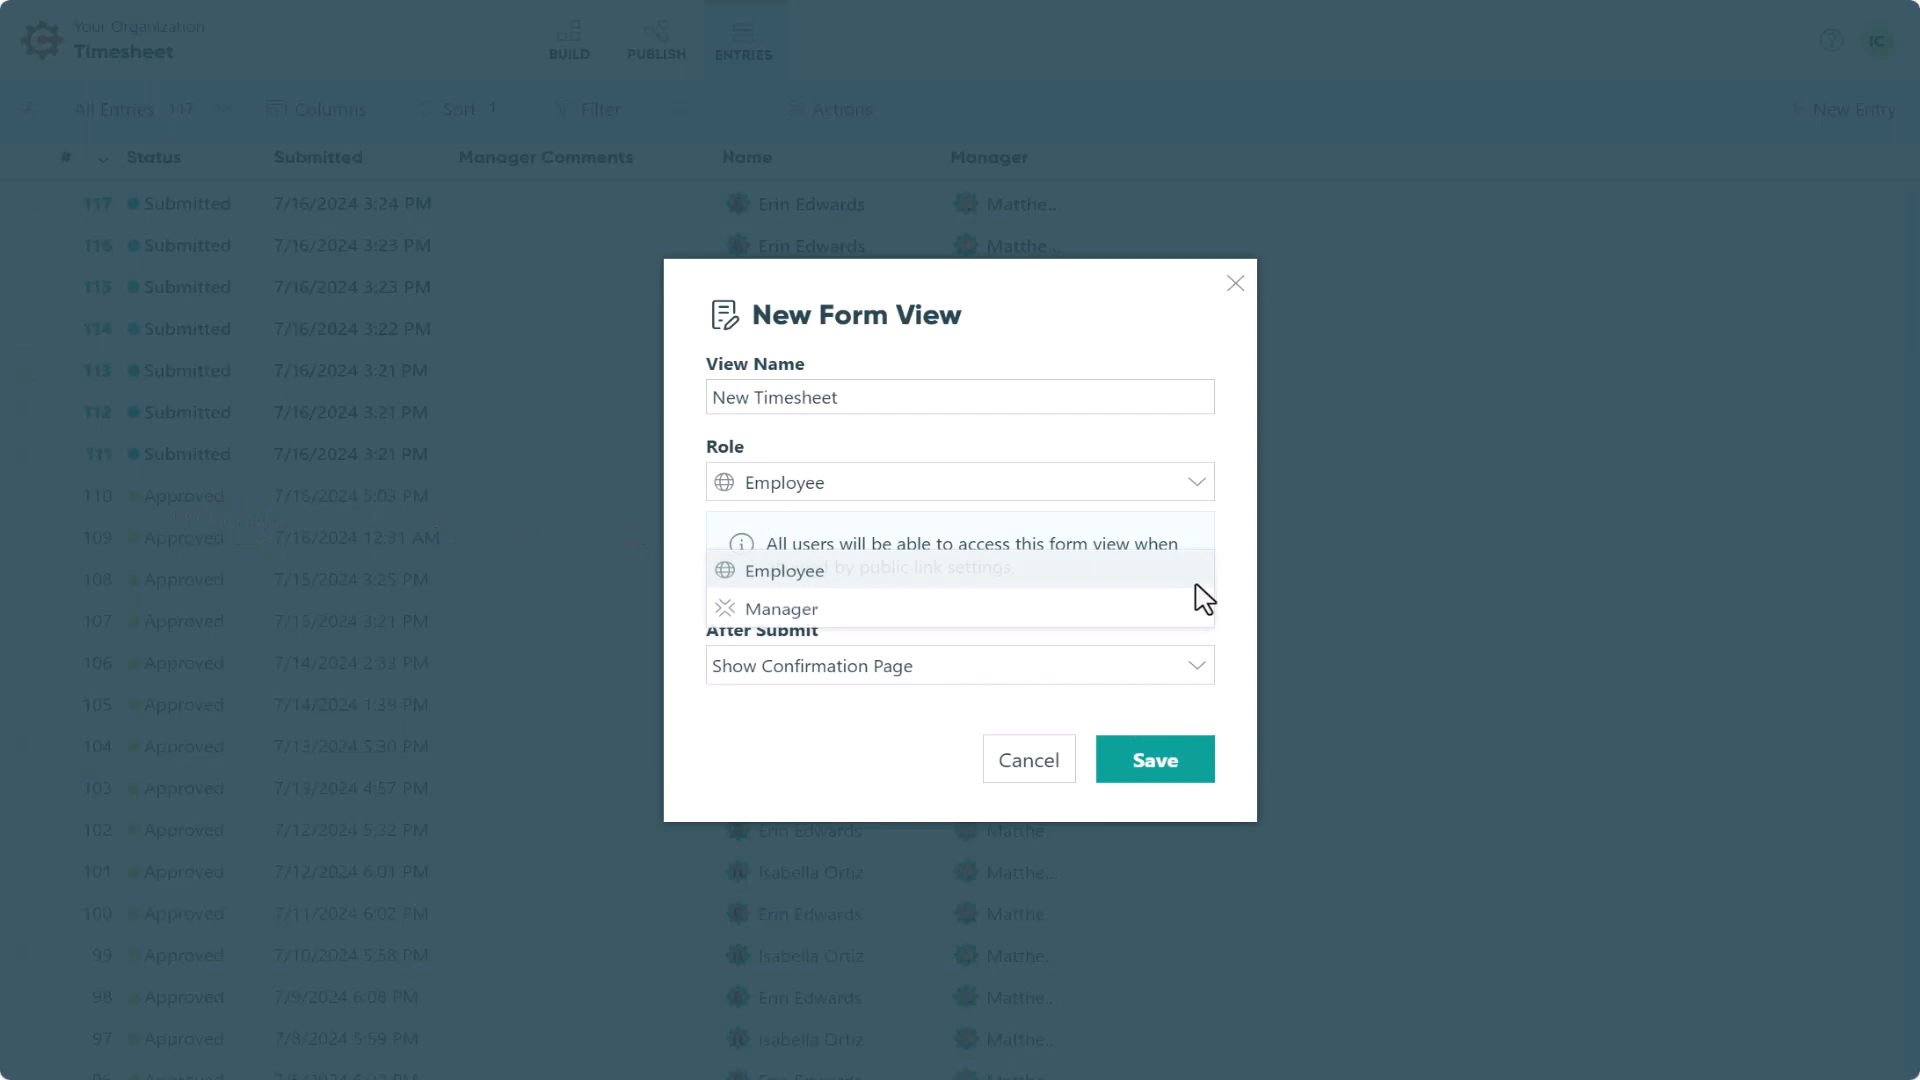 Your Organization
Timesheet
BUILD
PUBLISH
ENTRIES
IC
All Entries 117
Columns
Sort 1
Filter
Actions
New Entry
# Status Submitted Manager Comments Name Manager
117 Submitted 7/16/2024 3:24 PM Erin Edwards Matthe...
116 Submitted 7/16/2024 3:23 PM Erin Edwards Matthe...
115 Submitted 7/16/2024 3:23 PM
114 Submitted 7/16/2024 3:22 PM
113 Submitted 7/16/2024 3:21 PM
112 Submitted 7/16/2024 3:21 PM
111 Submitted 7/16/2024 3:21 PM
110 Approved 7/16/2024 5:03 PM
109 Approved 7/16/2024 12:31 AM
108 Approved 7/15/2024 3:25 PM
107 Approved 7/15/2024 3:21 PM
106 Approved 7/14/2024 2:33 PM
105 Approved 7/14/2024 1:39 PM
104 Approved 7/13/2024 5:30 PM
103 Approved 7/13/2024 4:57 PM
102 Approved 7/12/2024 5:32 PM Erin Edwards Matthe
101 Approved 7/12/2024 6:01 PM Isabella Ortiz Matthe...
100 Approved 7/11/2024 6:02 PM Erin Edwards Matthe..
99 Approved 7/10/2024 5:58 PM Isabella Ortiz Matthe...
98 Approved 7/9/2024 6:08 PM Erin Edwards Matthe...
97 Approved 7/8/2024 5:59 PM Isabella Ortiz Matthe...
New Form View
View Name
New Timesheet
Role
Employee
All users will be able to access this form view when
by public link settings.
Employee
Manager
After Submit
Show Confirmation Page
Cancel
Save